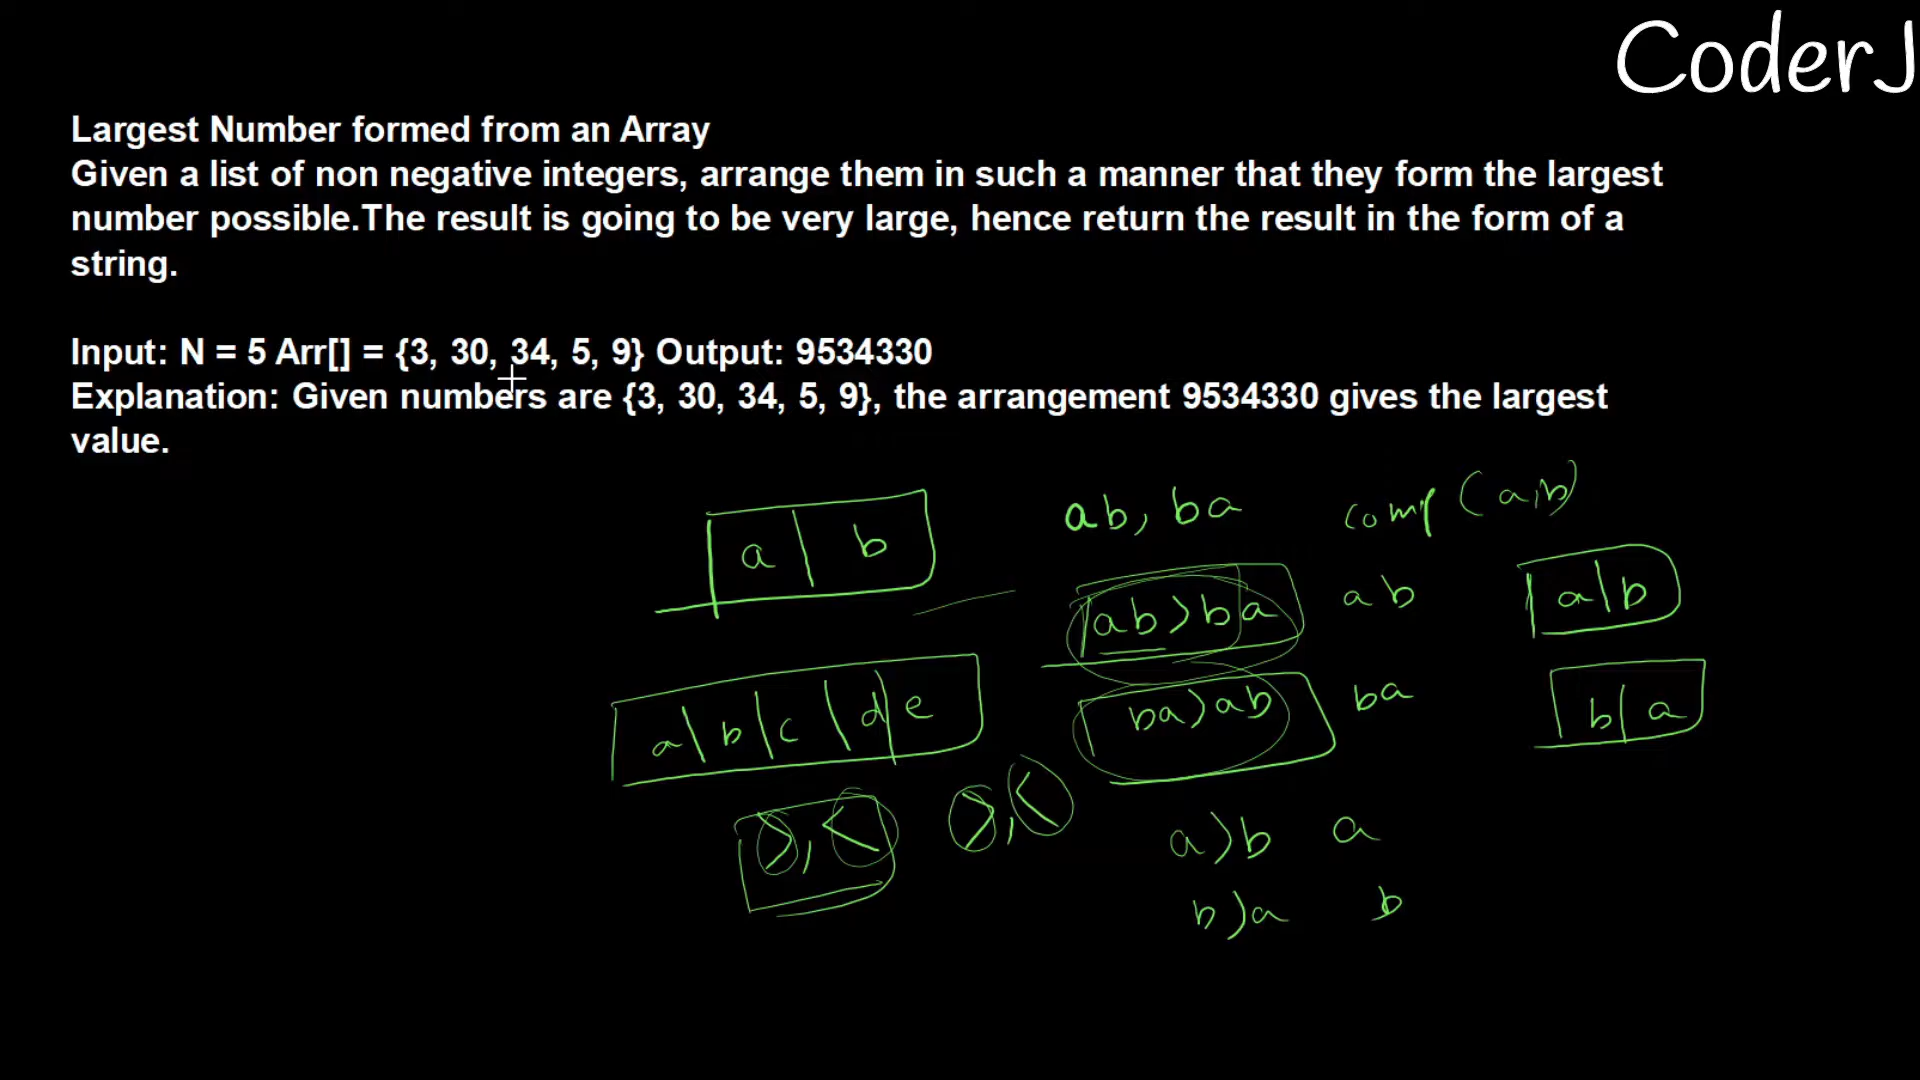 CoderJ
Largest Number formed from an Array
Given a list of non negative integers, arrange them in such a manner that they form the largest
number possible.The result is going to be very large, hence return the result in the form of a
string.
Input: N = 5 Arr[] = {3, 30, 34, 5, 9} Output: 9534330
Explanation: Given numbers are {3, 30, 34, 5, 9}, the arrangement 9534330 gives the largest
value.
a | b
ab, ba
comp (a,b)
ab > ba
ab
a|b
a|b|c|d|e
ba > ab
ba
b|a
>, <
>, <
a>b a
b>a b